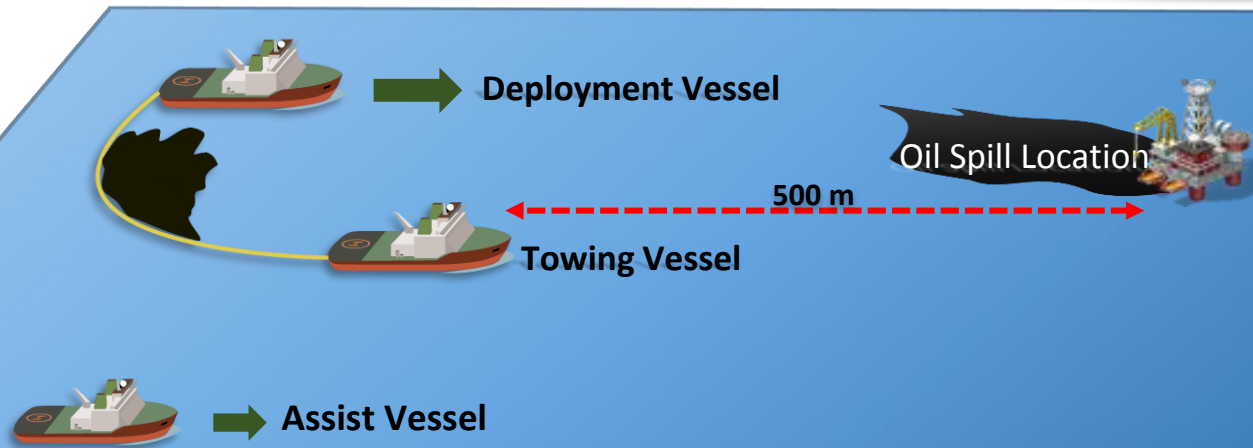 Deployment Vessel
Oil Spill Location
500 m
Towing Vessel
Assist Vessel